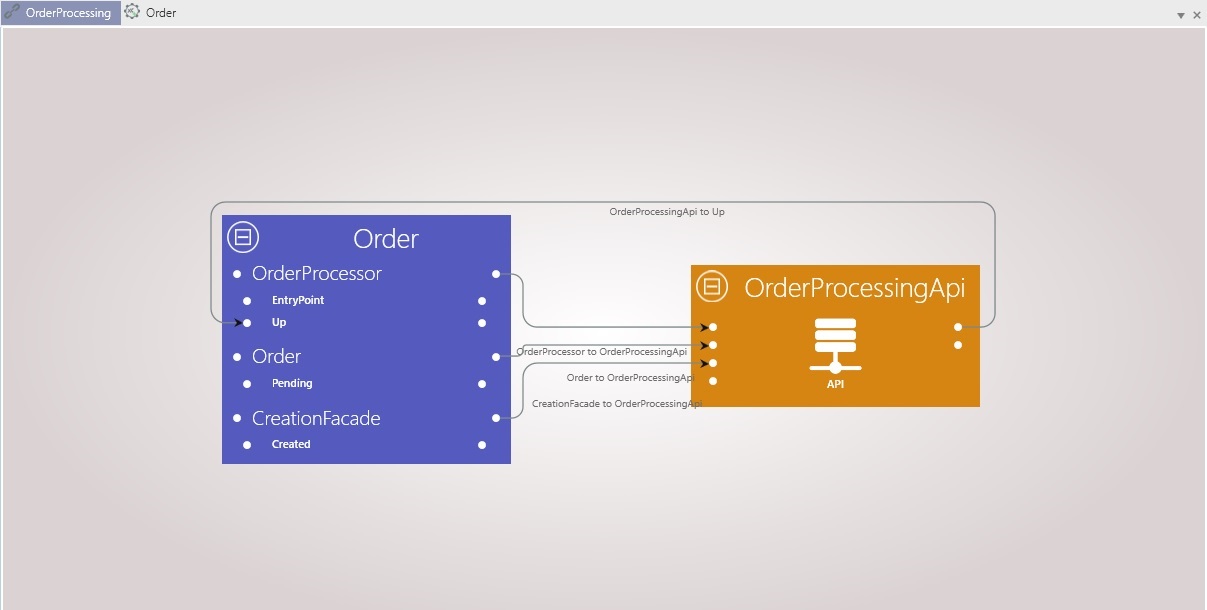 OrderProcessing
Order
OrderProcessingApi to Up
Order
OrderProcessor
EntryPoint
Up
Order
Pending
CreationFacade
Created
OrderProcessor to OrderProcessingApi
Order to OrderProcessingApi
CreationFacade to OrderProcessingApi
OrderProcessingApi
API